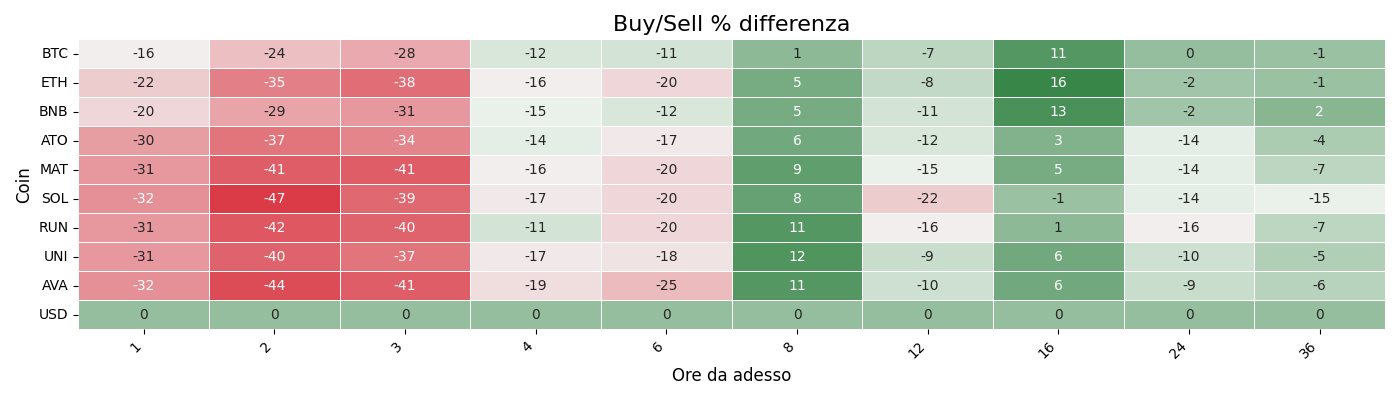 Buy/Sell % differenza
Coin
BTC -16 -24 -28 -12 -11 1 -7 11 0 -1
ETH -22 -35 -38 -16 -20 5 -8 16 -2 -1
BNB -20 -29 -31 -15 -12 5 -11 13 -2 2
ATO -30 -37 -34 -14 -17 6 -12 3 -14 -4
MAT -31 -41 -41 -16 -20 9 -15 5 -14 -7
SOL -32 -47 -39 -17 -20 8 -22 -1 -14 -15
RUN -31 -42 -40 -11 -20 11 -16 1 -16 -7
UNI -31 -40 -37 -17 -18 12 -9 6 -10 -5
AVA -32 -44 -41 -19 -25 11 -10 6 -9 -6
USD 0 0 0 0 0 0 0 0 0 0
1 2 3 4 6 8 12 16 24 36
Ore da adesso